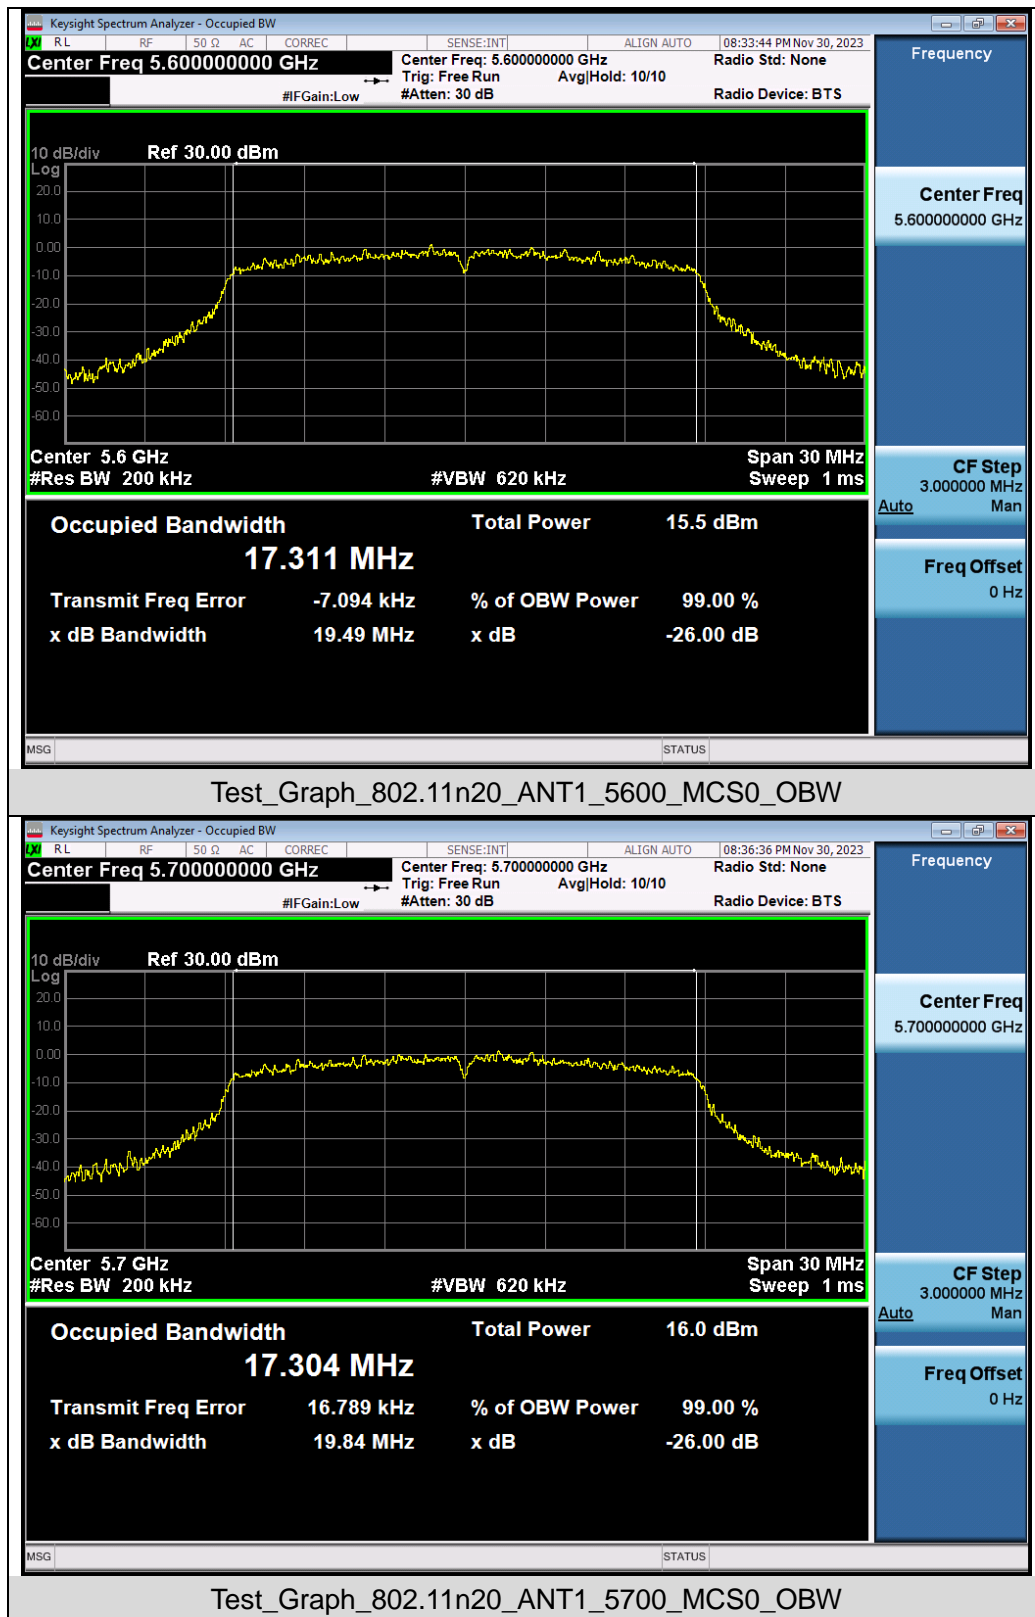 Keysight Spectrum Analyzer - Occupied BW
LXI RL RF 50 Ω AC CORREC SENSE:INT ALIGN AUTO 08:33:44 PM Nov 30, 2023
Center Freq 5.600000000 GHz
Center Freq: 5.600000000 GHz
Radio Std: None
Trig: Free Run Avg|Hold: 10/10
#IFGain:Low
#Atten: 30 dB
Radio Device: BTS
Frequency
10 dB/div Ref 30.00 dBm
Log
20.0
10.0
0.00
-10.0
-20.0
-30.0
-40.0
-50.0
-60.0
Center Freq
5.600000000 GHz
Center 5.6 GHz Span 30 MHz
#Res BW 200 kHz #VBW 620 kHz Sweep 1 ms
CF Step
3.000000 MHz
Auto Man
Occupied Bandwidth Total Power 15.5 dBm
17.311 MHz
Freq Offset
0 Hz
Transmit Freq Error -7.094 kHz % of OBW Power 99.00 %
x dB Bandwidth 19.49 MHz x dB -26.00 dB
MSG STATUS
Test_Graph_802.11n20_ANT1_5600_MCS0_OBW
Keysight Spectrum Analyzer - Occupied BW
LXI RL RF 50 Ω AC CORREC SENSE:INT ALIGN AUTO 08:36:36 PM Nov 30, 2023
Center Freq 5.700000000 GHz
Center Freq: 5.700000000 GHz
Radio Std: None
Trig: Free Run Avg|Hold: 10/10
#IFGain:Low
#Atten: 30 dB
Radio Device: BTS
Frequency
10 dB/div Ref 30.00 dBm
Log
20.0
10.0
0.00
-10.0
-20.0
-30.0
-40.0
-50.0
-60.0
Center Freq
5.700000000 GHz
Center 5.7 GHz Span 30 MHz
#Res BW 200 kHz #VBW 620 kHz Sweep 1 ms
CF Step
3.000000 MHz
Auto Man
Occupied Bandwidth Total Power 16.0 dBm
17.304 MHz
Freq Offset
0 Hz
Transmit Freq Error 16.789 kHz % of OBW Power 99.00 %
x dB Bandwidth 19.84 MHz x dB -26.00 dB
MSG STATUS
Test_Graph_802.11n20_ANT1_5700_MCS0_OBW